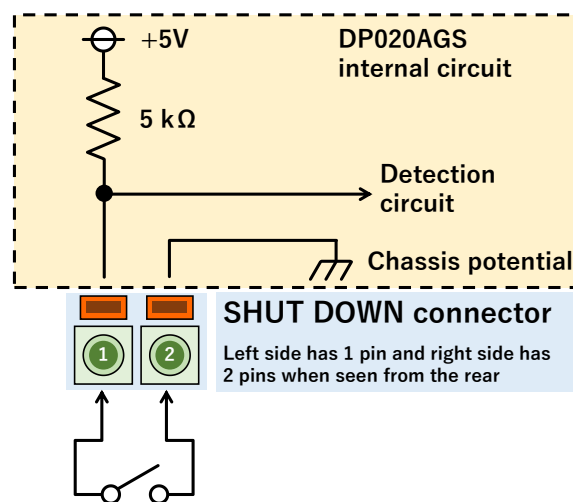 +5V
DP020AGS
internal circuit
5 kΩ
Detection
circuit
Chassis potential
SHUT DOWN connector
1 2
Left side has 1 pin and right side has
2 pins when seen from the rear